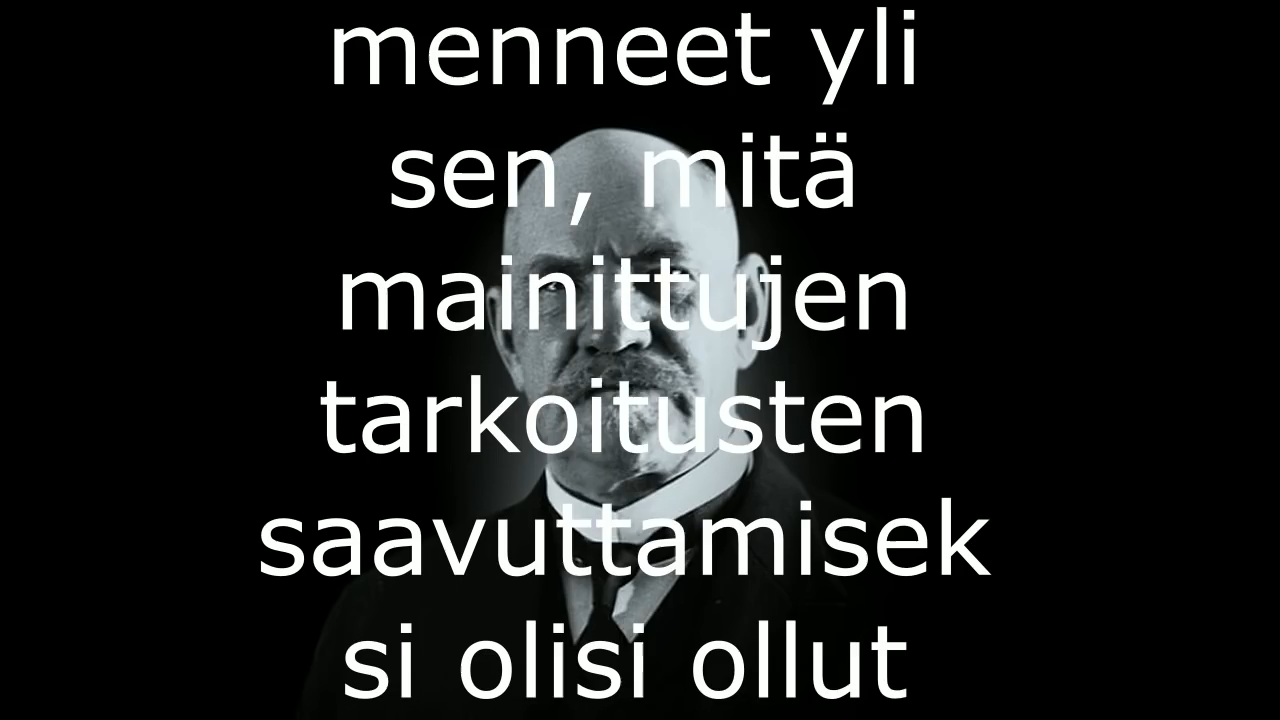 menneet yli
sen, mitä
mainittujen
tarkoitusten
saavuttamisek
si olisi ollut